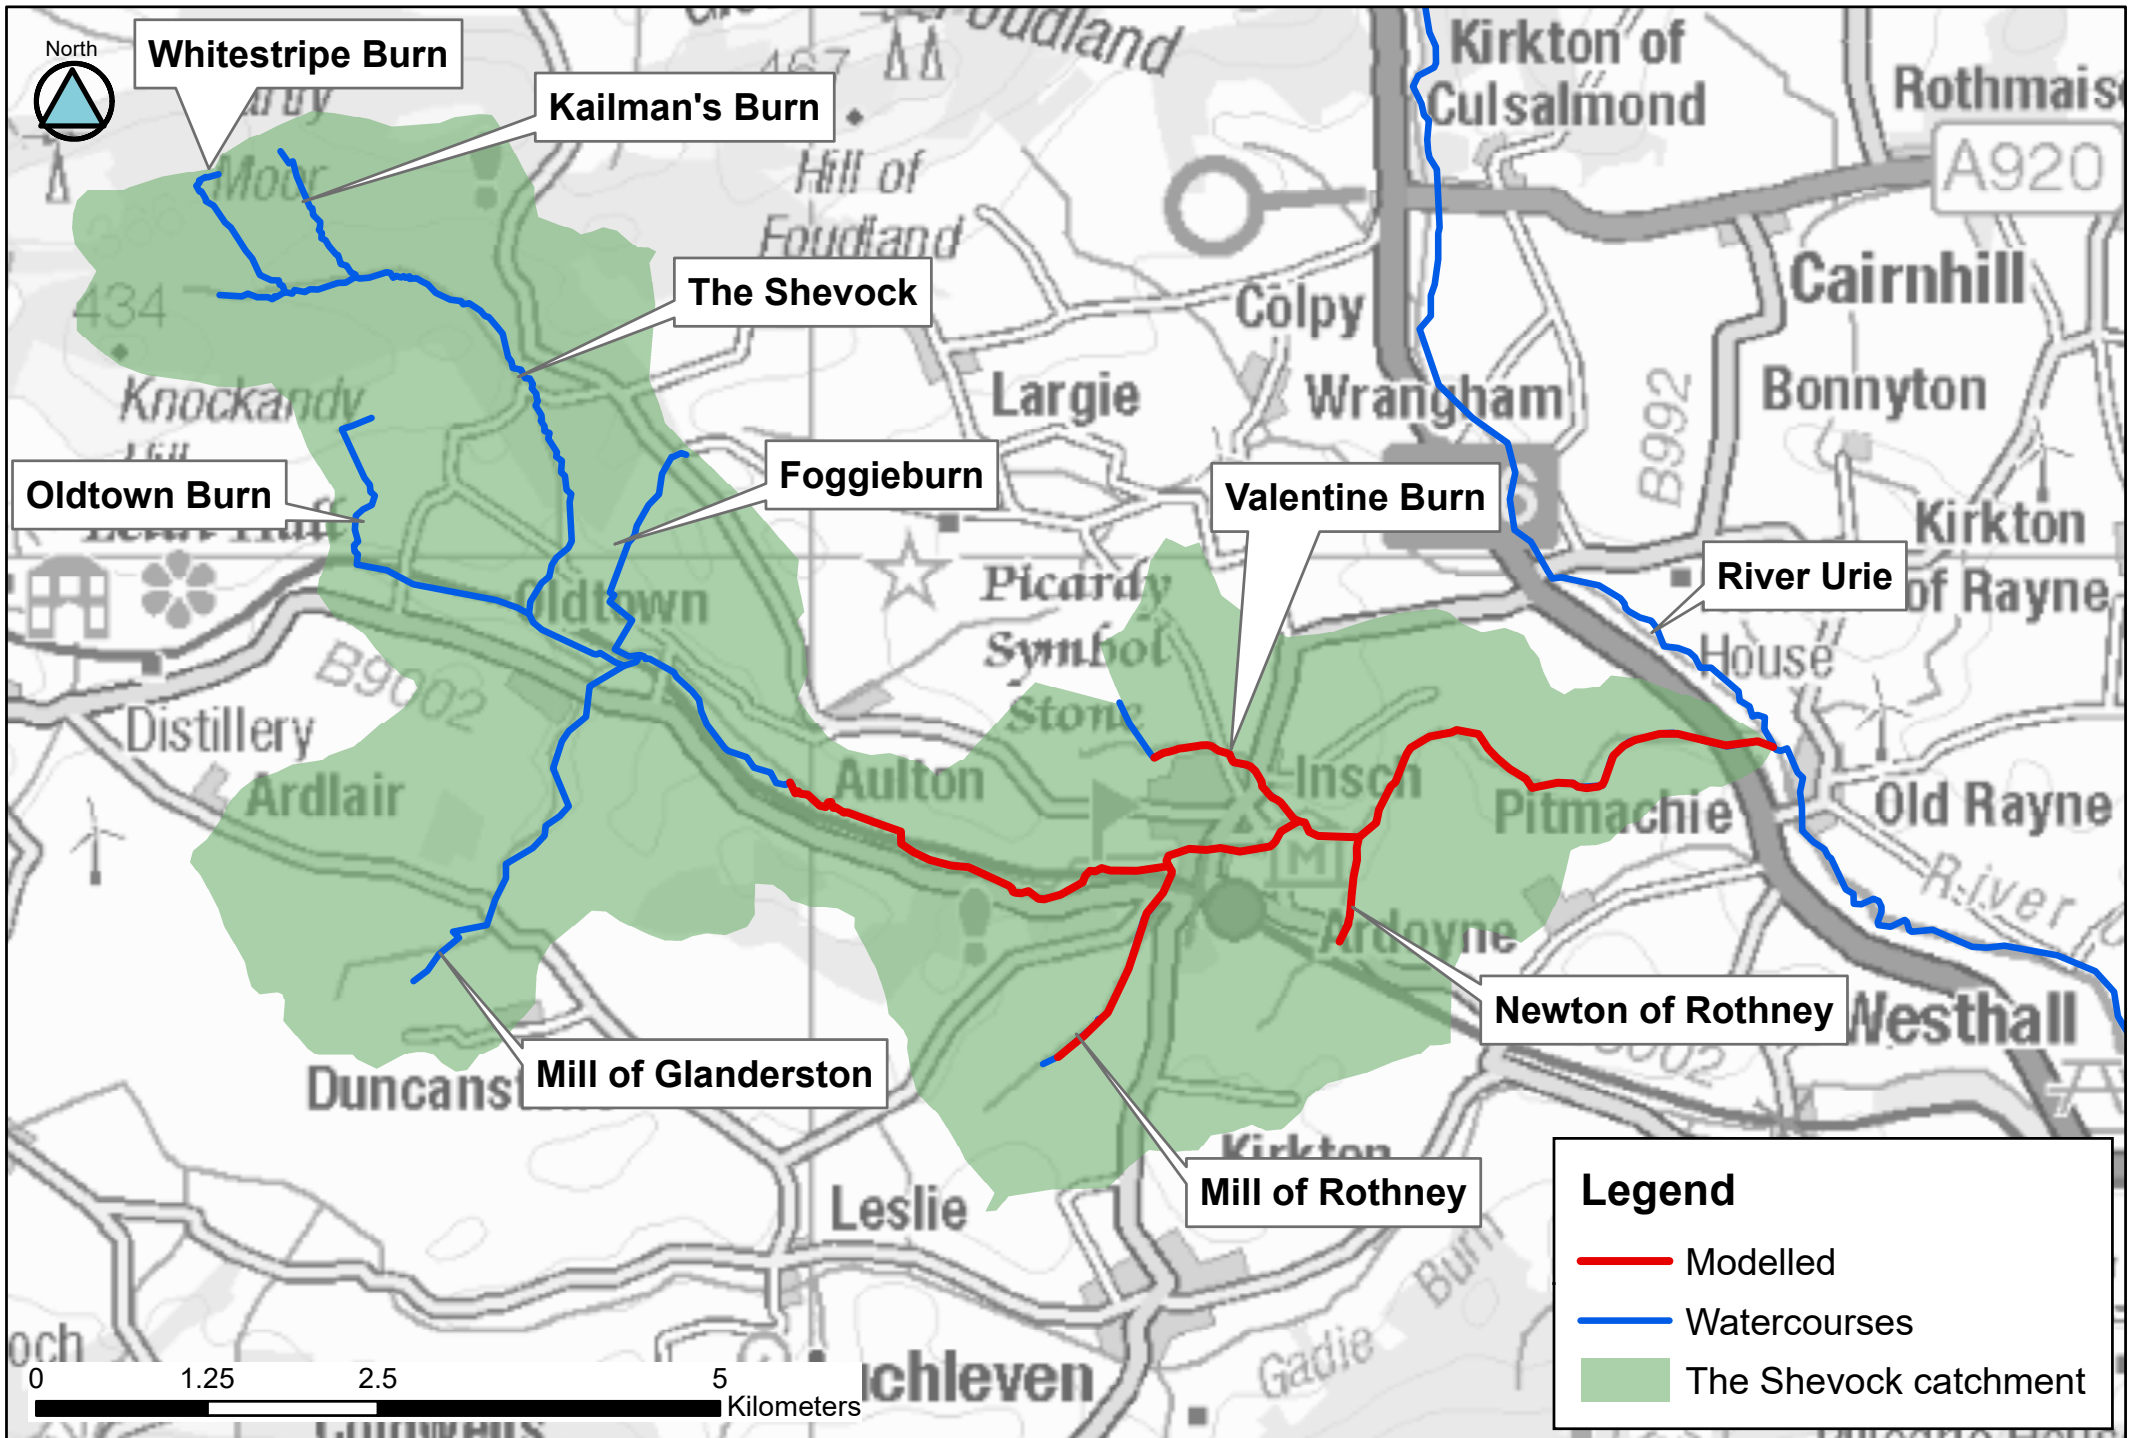 North
Whitestripe Burn
Kailman's Burn
Kirkton of
Culsalmond
A920
Moor
Hill of
Foudland
The Shevock
Colpy
Cairnhill
434
Knockandy
Largie
Wrangham
B992
Bonnyton
Oldtown Burn
Foggieburn
Valentine Burn
Kirkton
of Rayne
River Urie
Picardy
Symbol
Stone
Oldtown
House
B9002
Distillery
Ardlair
Aulton
Insch
Pitmachie
Old Rayne
River
Ardoyne
Newton of Rothney
Westhall
Mill of Glanderston
Kirkton
Mill of Rothney
Leslie
Burn
Gadie
Legend
Modelled
Watercourses
The Shevock catchment
0 1.25 2.5 5
Kilometers